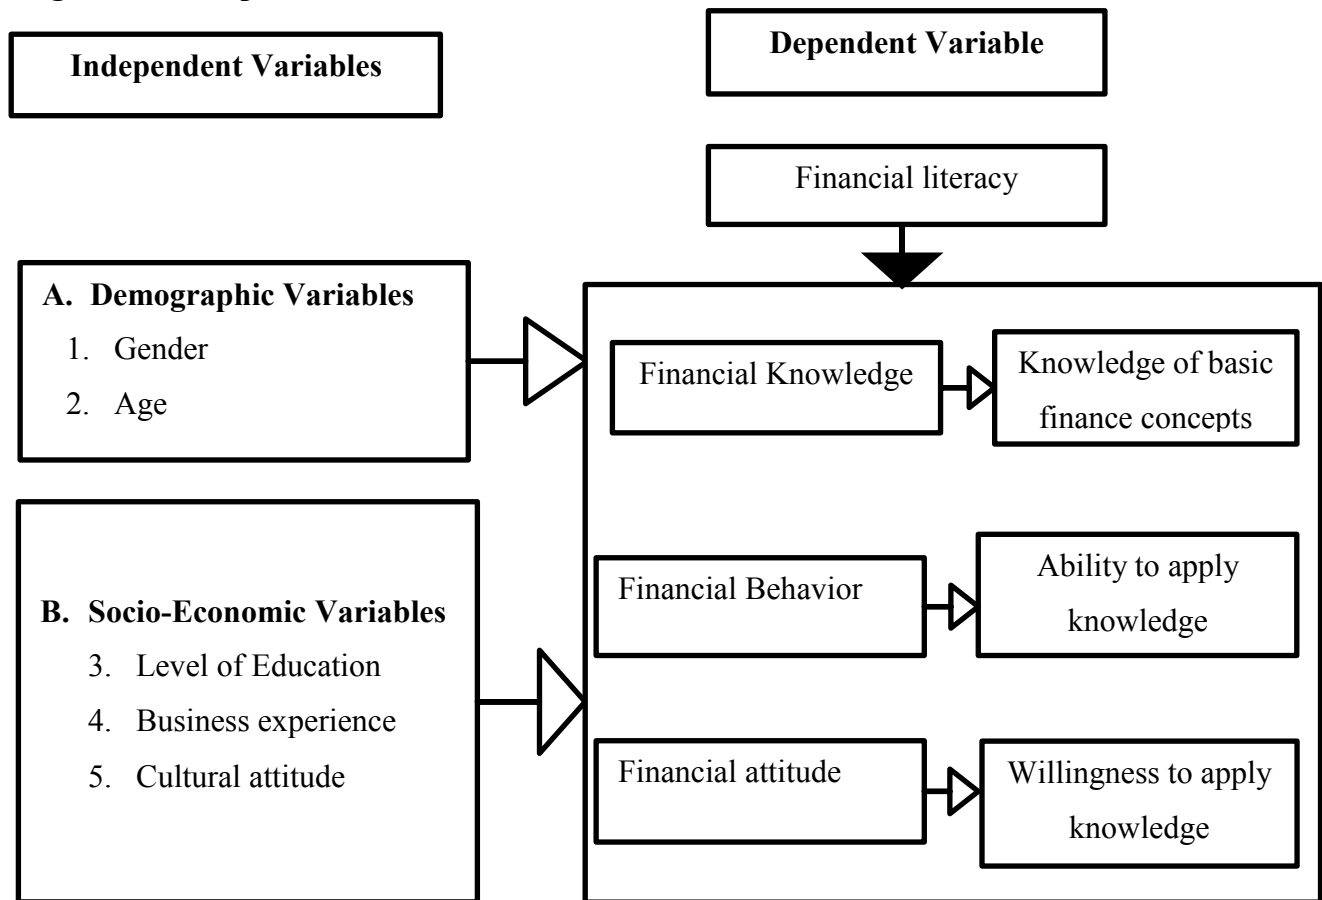 Independent Variables
Dependent Variable
Financial literacy
A. Demographic Variables
1. Gender
2. Age
B. Socio-Economic Variables
3. Level of Education
4. Business experience
5. Cultural attitude
Financial Knowledge
Knowledge of basic
finance concepts
Financial Behavior
Ability to apply
knowledge
Financial attitude
Willingness to apply
knowledge